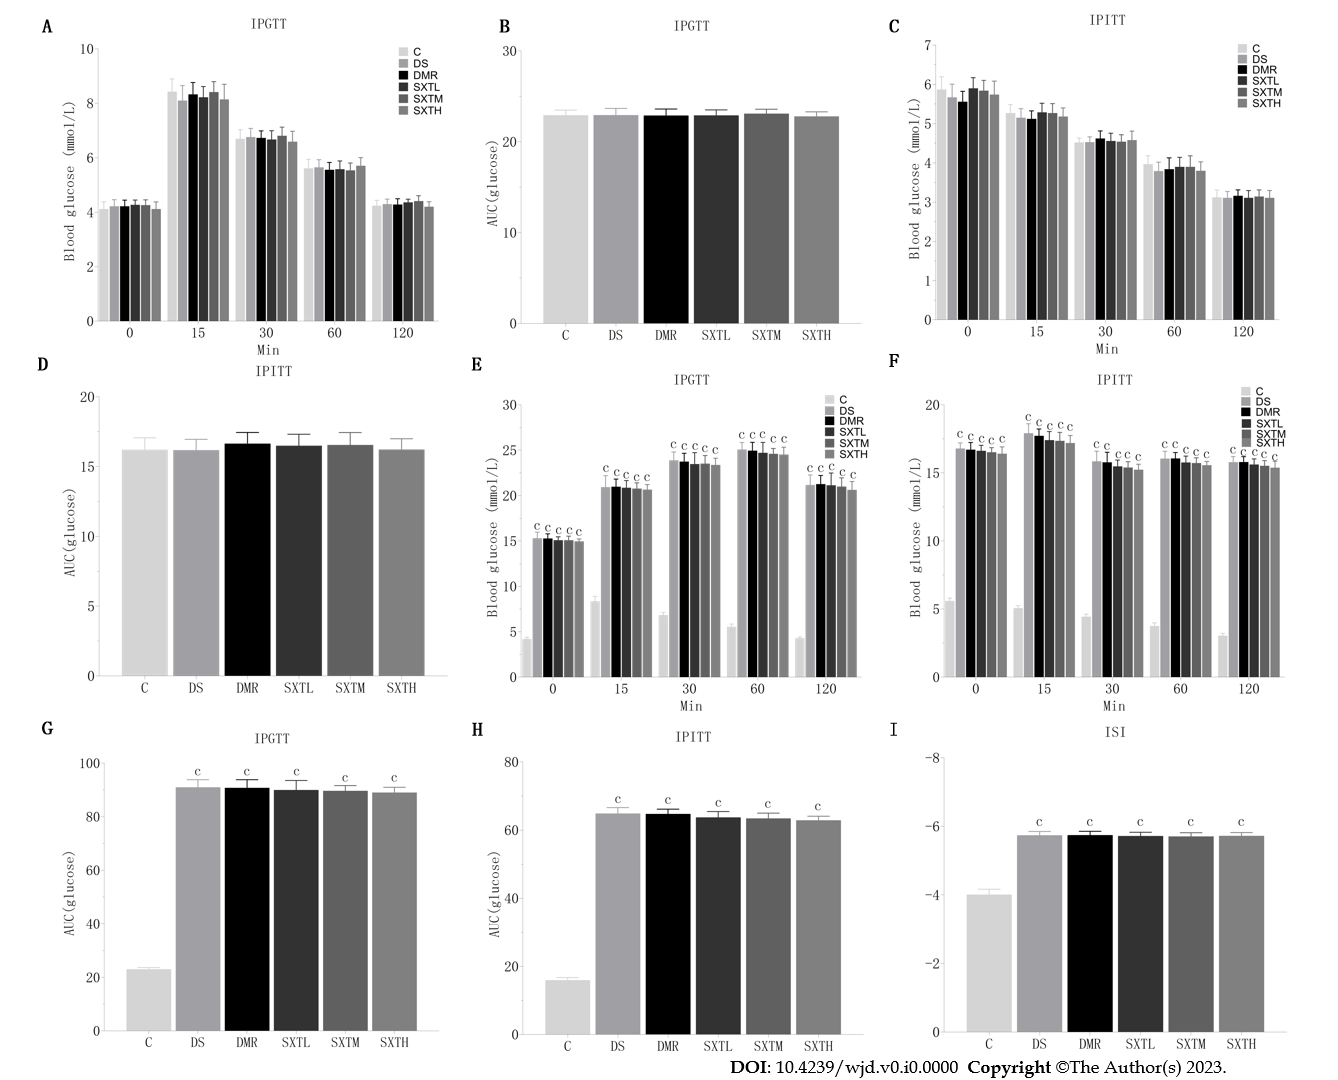 A
IPGTT
Blood glucose (mmol/L)
10
8
6
4
2
0
0 15 30 60 120
Min
C
DS
DMR
SXTL
SXTM
SXTH
B
IPGTT
AUC(glucose)
30
20
10
0
C DS DMR SXTL SXTM SXTH
C
IPITT
Blood glucose (mmol/L)
7
6
5
4
3
2
1
0
0 15 30 60 120
Min
C
DS
DMR
SXTL
SXTM
SXTH
D
IPITT
AUC(glucose)
20
15
10
5
0
C DS DMR SXTL SXTM SXTH
E
IPGTT
Blood glucose (mmol/L)
30
25
20
15
10
5
0
c c c c c
c c c c c
c c c c c
c c c c c
c c c c c
0 15 30 60 120
Min
C
DS
DMR
SXTL
SXTM
SXTH
F
IPITT
Blood glucose (mmol/L)
20
15
10
5
0
c c c c c
c c c c c
c c c c c
c c c c c
c c c c c
0 15 30 60 120
Min
C
DS
DMR
SXTL
SXTM
SXTH
G
IPGTT
AUC(glucose)
100
80
60
40
20
0
c c c c c
C DS DMR SXTL SXTM SXTH
H
IPITT
AUC(glucose)
80
60
40
20
0
c c c c c
C DS DMR SXTL SXTM SXTH
I
ISI
-8
-6
-4
-2
0
c c c c c
C DS DMR SXTL SXTM SXTH
DOI: 10.4239/wjd.v0.i0.0000 Copyright ©The Author(s) 2023.